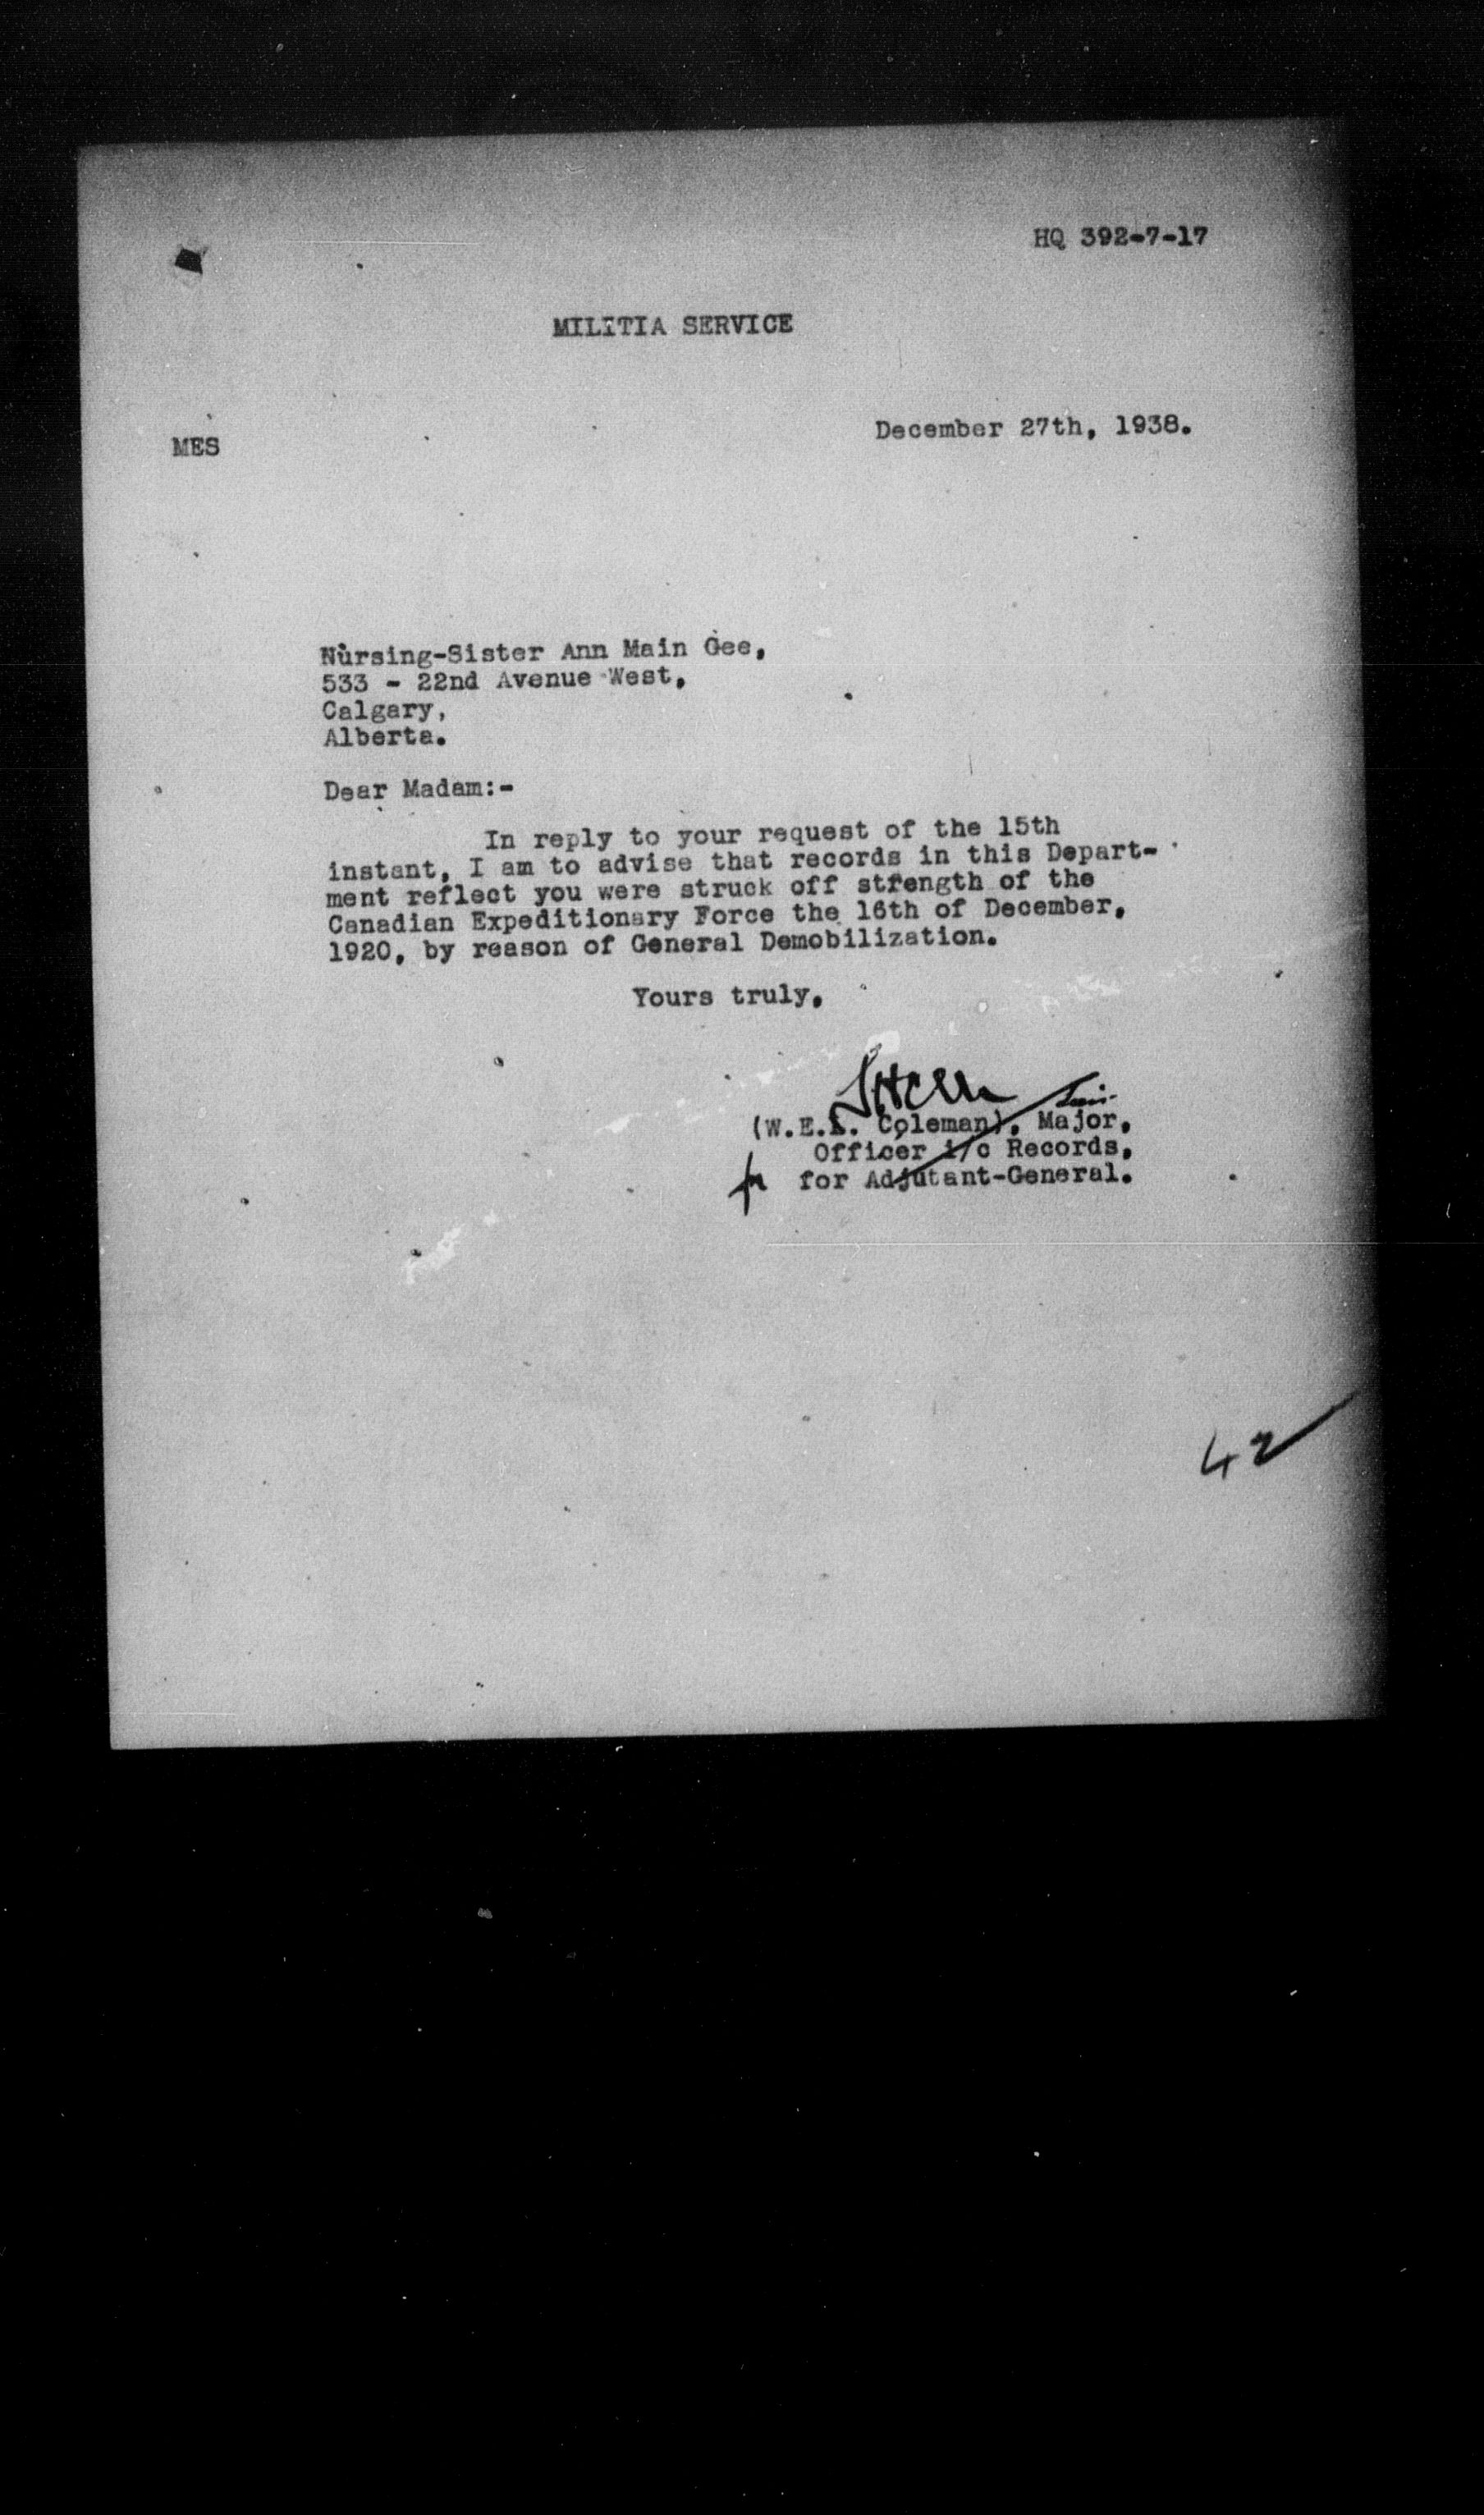 HQ 392-7-17
MILITIA SERVICE
December 27th, 1938.
MES
Nursing-Sister Ann Main Gee,
533 - 22nd Avenue West,
Calgary,
Alberta.
Dear Madam:-
In reply to your request of the 15th
instant, I am to advise that records in this Depart-
ment reflect you were struck off strength of the
Canadian Expeditionary Force the 16th of December,
1920, by reason of General Demobilization.
Yours truly,
(W.E.L. Coleman), Major,
Officer i/c Records,
for for Adjutant-General.
42